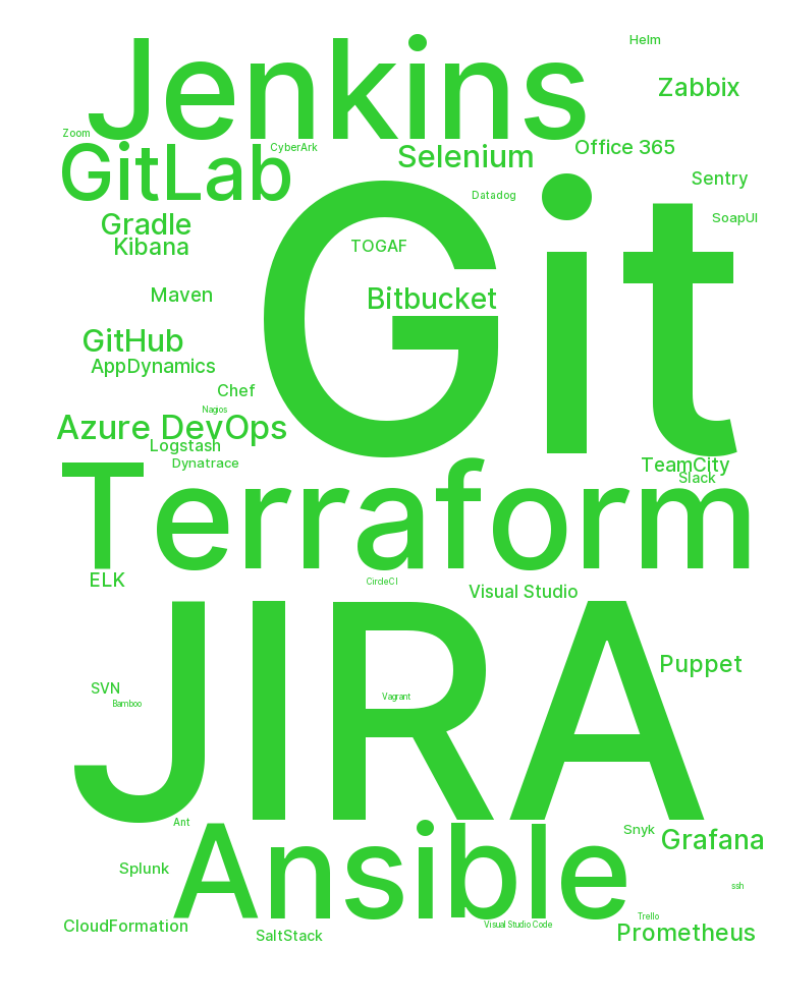 Helm
Jenkins
Zabbix
Zoom
CyberArk
Office 365
GitLab
Selenium
Sentry
Datadog
Git
SoapUI
Gradle
Kibana
TOGAF
Maven
Bitbucket
GitHub
AppDynamics
Chef
Nagios
Azure DevOps
Logstash
Dynatrace
TeamCity
Slack
Terraform
ELK
CircleCI
Visual Studio
JIRA
Puppet
SVN
Vagrant
Bamboo
Ant
Ansible
Snyk
Grafana
Splunk
ssh
Trello
CloudFormation
Visual Studio Code
SaltStack
Prometheus